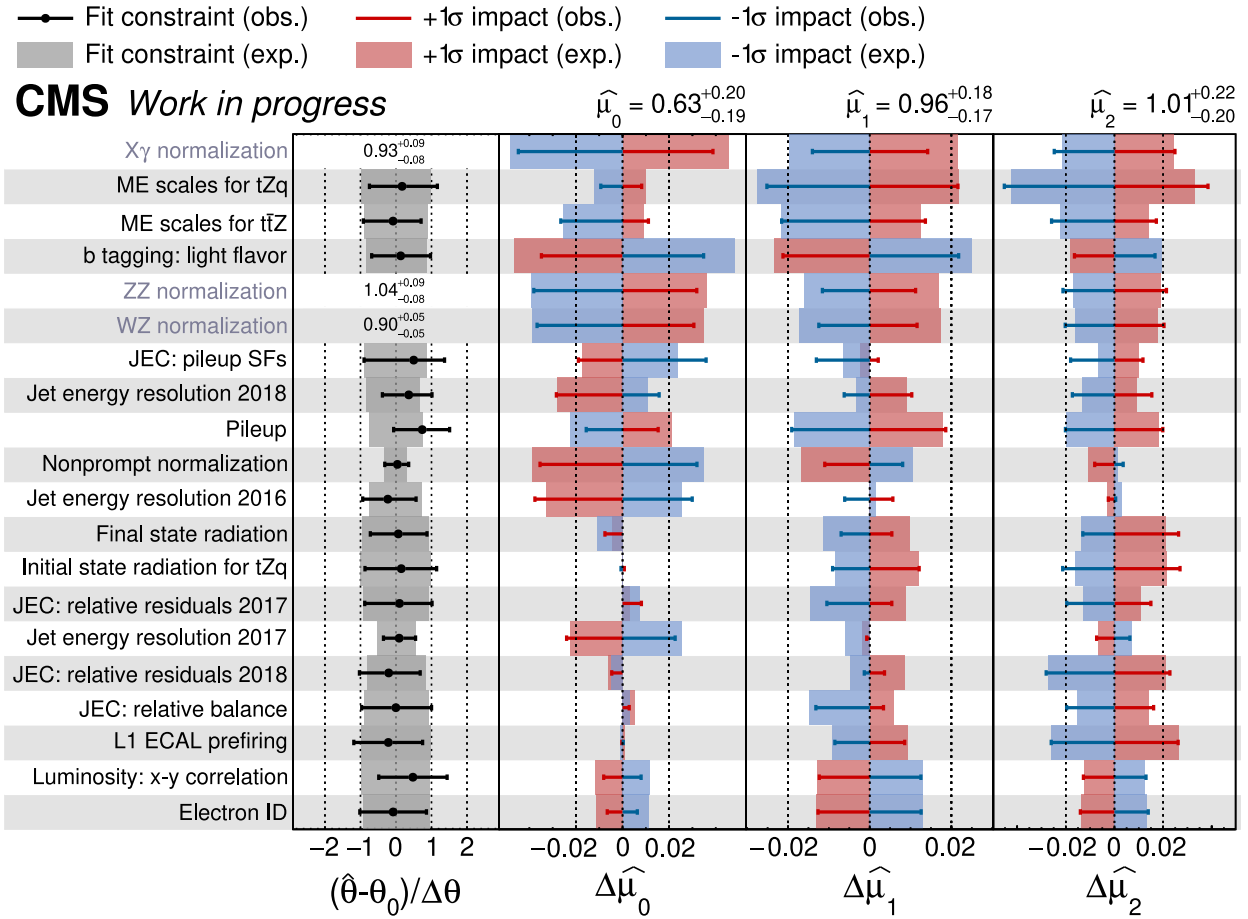 Fit constraint (obs.) +1σ impact (obs.) -1σ impact (obs.)
Fit constraint (exp.) +1σ impact (exp.) -1σ impact (exp.)
CMS Work in progress μ̂₀ = 0.63 +0.20 −0.19 μ̂₁ = 0.96 +0.18 −0.17 μ̂₂ = 1.01 +0.22 −0.20
Xγ normalization 0.93 +0.09 −0.08
ME scales for tZq
ME scales for tt̄Z
b tagging: light flavor
ZZ normalization 1.04 +0.09 −0.08
WZ normalization 0.90 +0.05 −0.05
JEC: pileup SFs
Jet energy resolution 2018
Pileup
Nonprompt normalization
Jet energy resolution 2016
Final state radiation
Initial state radiation for tZq
JEC: relative residuals 2017
Jet energy resolution 2017
JEC: relative residuals 2018
JEC: relative balance
L1 ECAL prefiring
Luminosity: x-y correlation
Electron ID
−2 −1 0 1 2 −0.02 0 0.02 −0.02 0 0.02 −0.02 0 0.02
(θ̂-θ₀)/Δθ Δμ̂₀ Δμ̂₁ Δμ̂₂